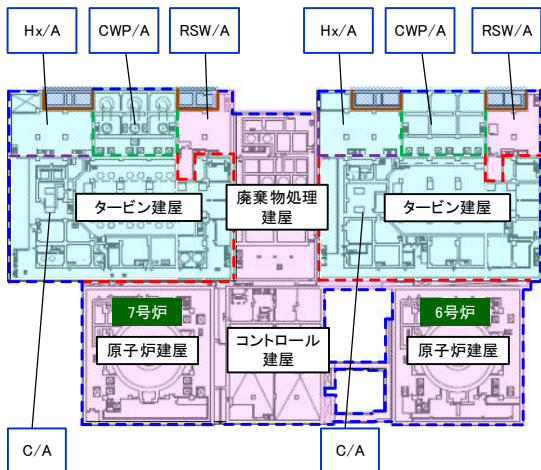 Hx/A
CWP/A
RSW/A
Hx/A
CWP/A
RSW/A
タービン建屋
廃棄物処理
建屋
タービン建屋
7号炉
原子炉建屋
コントロール
建屋
6号炉
原子炉建屋
C/A
C/A